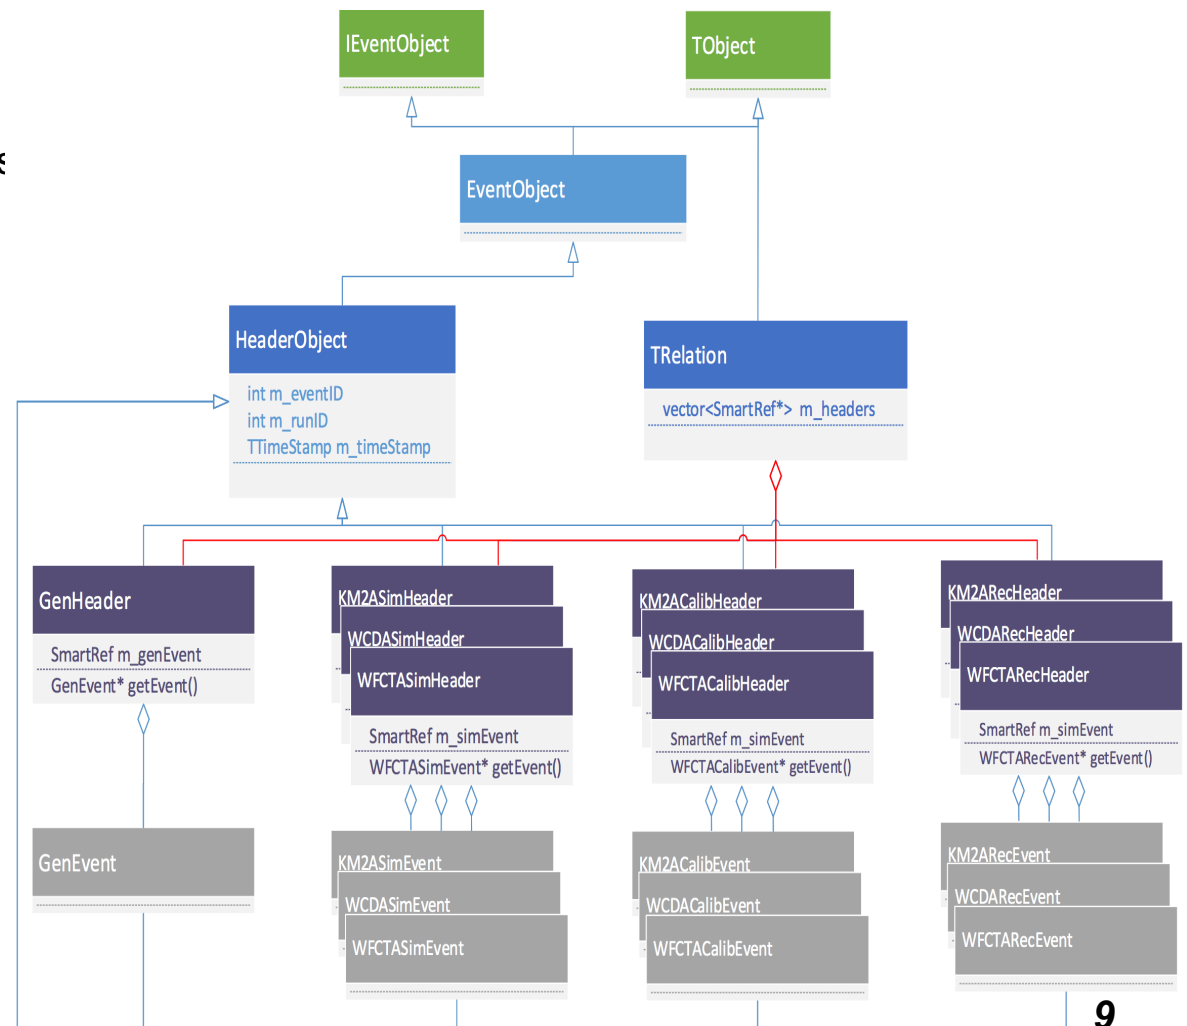 IEventObject
TObject
s
EventObject
HeaderObject
int m_eventID
int m_runID
TTimeStamp m_timeStamp
TRelation
vector<SmartRef*> m_headers
GenHeader
SmartRef m_genEvent
GenEvent* getEvent()
KM2ASimHeader
WCDASimHeader
WFCTASimHeader
SmartRef m_simEvent
WFCTASimEvent* getEvent()
KM2ACalibHeader
WCDACalibHeader
WFCTACalibHeader
SmartRef m_simEvent
WFCTACalibEvent* getEvent()
KM2ARecHeader
WCDARecHeader
WFCTARecHeader
SmartRef m_simEvent
WFCTARecEvent* getEvent()
GenEvent
KM2ASimEvent
WCDASimEvent
WFCTASimEvent
KM2ACalibEvent
WCDACalibEvent
WFCTACalibEvent
KM2ARecEvent
WCDARecEvent
WFCTARecEvent
9